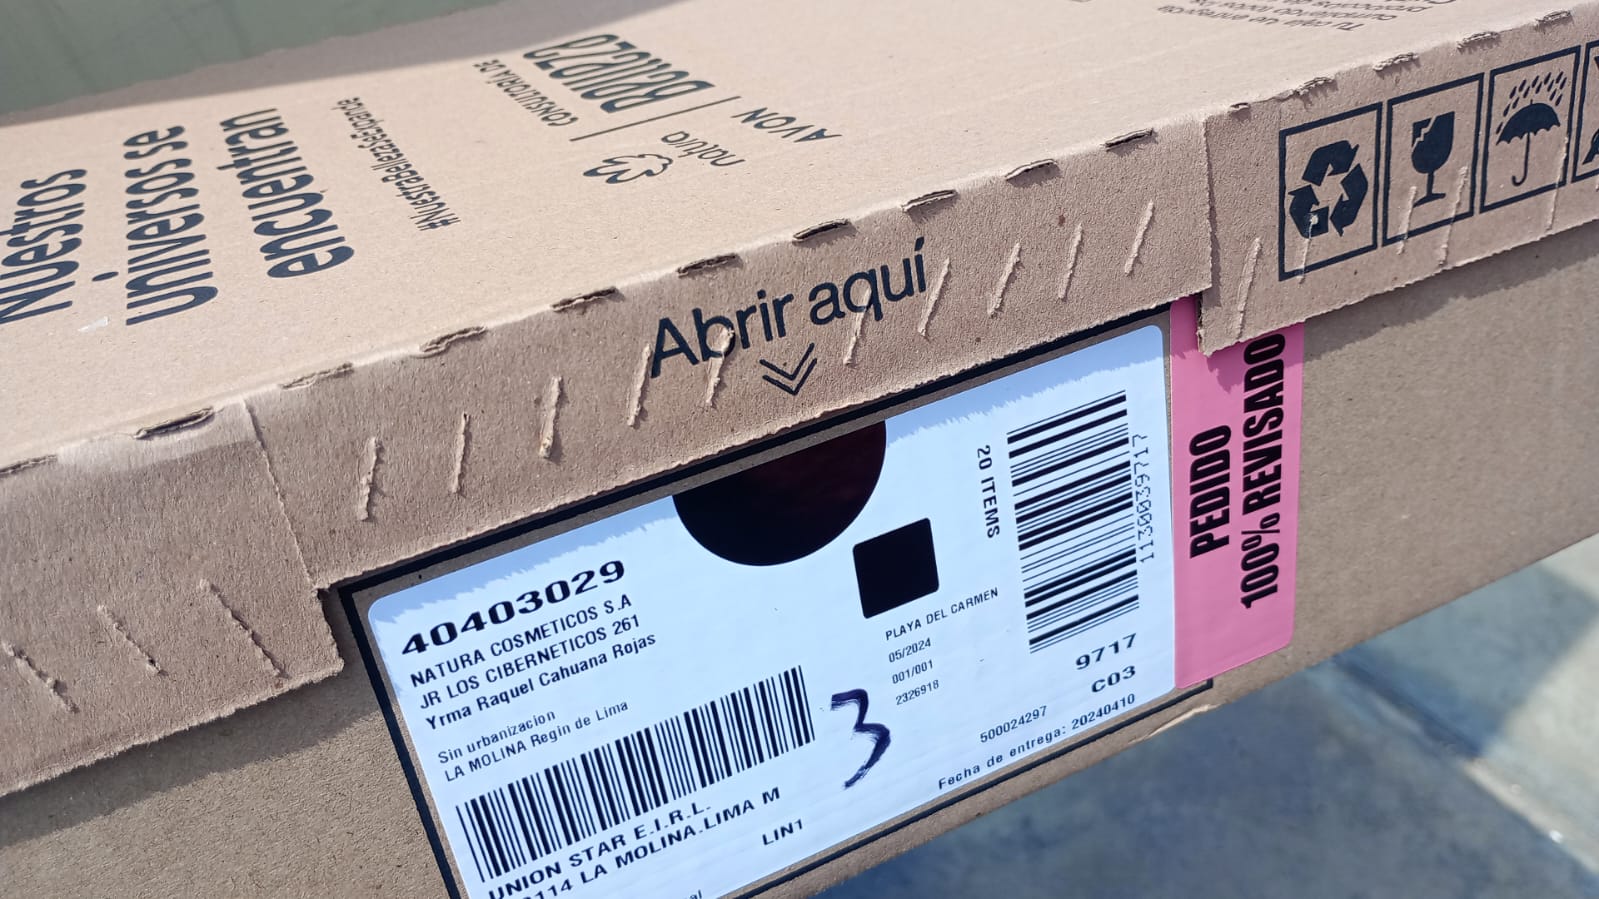 Nuestros
universos se
encuentran
#NuestraBellezaSeExpande
CONSULTORÍA DE
Belleza
natura
AVON
Abrir aquí
40403029
NATURA COSMETICOS S.A
JR LOS CIBERNETICOS 261
Yrma Raquel Cahuana Rojas
Sin urbanizacion
LA MOLINA Regin de Lima
UNION STAR E.I.R.L.
114 LA MOLINA.LIMA M
LIN1
3
20 ITEMS
1130039717
PLAYA DEL CARMEN
05/2024
001/001
2326918
9717
C03
500024297
Fecha de entrega: 20240410
PEDIDO
100% REVISADO